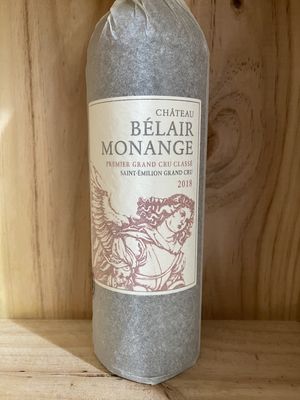 CHÂTEAU
BÉLAIR
MONANGE
PREMIER GRAND CRU CLASSÉ
SAINT-ÉMILION GRAND CRU
2018